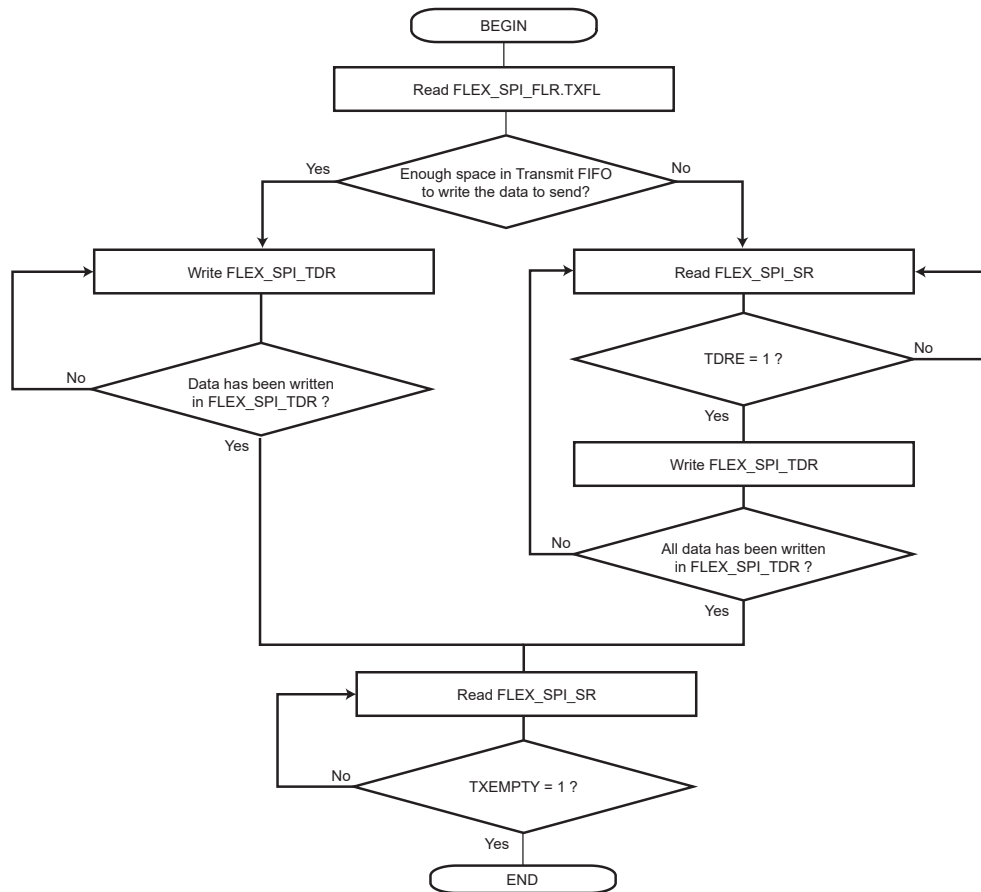 BEGIN
Read FLEX_SPI_FLR.TXFL
Yes
Enough space in Transmit FIFO
to write the data to send?
No
Write FLEX_SPI_TDR
Read FLEX_SPI_SR
TDRE = 1 ?
No
No
Data has been written
in FLEX_SPI_TDR ?
Yes
Yes
Write FLEX_SPI_TDR
No
All data has been written
in FLEX_SPI_TDR ?
Yes
Read FLEX_SPI_SR
No
TXEMPTY = 1 ?
Yes
END